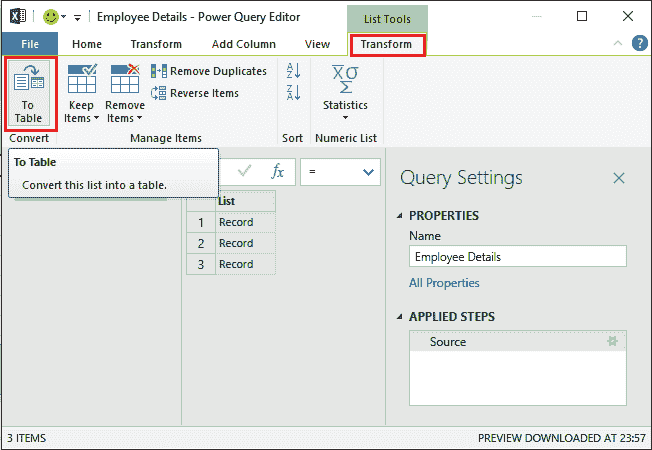 Employee Details - Power Query Editor
List Tools
File Home Transform Add Column View Transform
To Table
Keep Items
Remove Items
Remove Duplicates
Reverse Items
Statistics
Convert Manage Items Sort Numeric List
To Table
Convert this list into a table.
fx =
List
1 Record
2 Record
3 Record
Query Settings
PROPERTIES
Name
Employee Details
All Properties
APPLIED STEPS
Source
3 ITEMS
PREVIEW DOWNLOADED AT 23:57